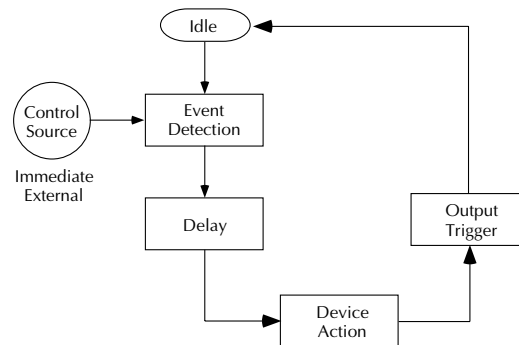 Idle
Control
Source
Event
Detection
Immediate
External
Delay
Output
Trigger
Device
Action